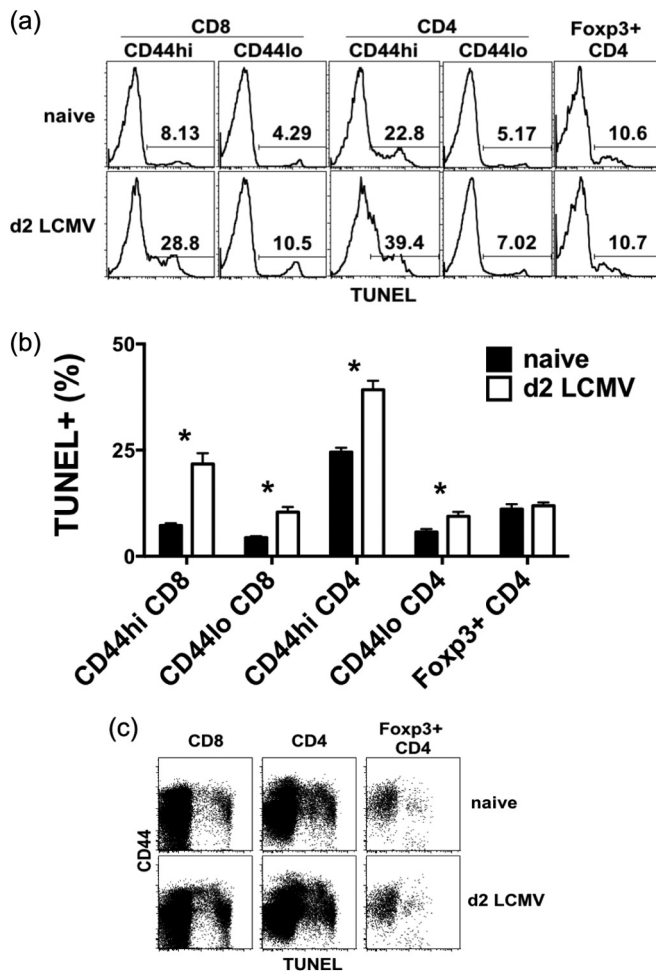 (a)
CD8 CD4 Foxp3+
CD44hi CD44lo CD44hi CD44lo CD4
naive
8.13 4.29 22.8 5.17 10.6
d2 LCMV
28.8 10.5 39.4 7.02 10.7
TUNEL
(b)
TUNEL+ (%)
50
25
0
naive
d2 LCMV
*
*
*
*
CD44hi CD8
CD44lo CD8
CD44hi CD4
CD44lo CD4
Foxp3+ CD4
(c)
CD8 CD4 Foxp3+
CD4
naive
CD44
d2 LCMV
TUNEL